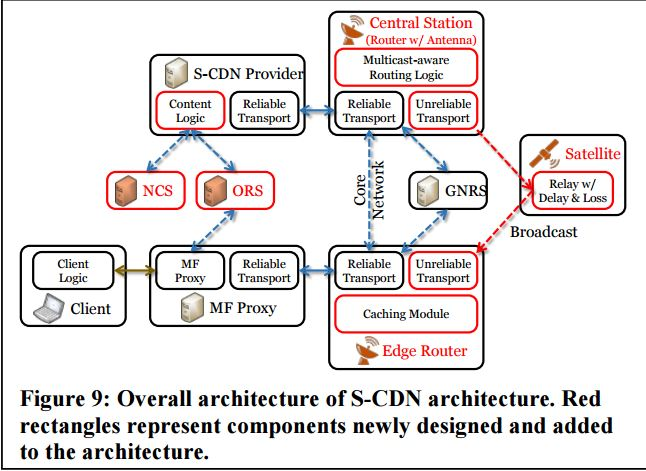 Central Station
(Router w/ Antenna)
Multicast-aware
Routing Logic
Reliable
Transport
Unreliable
Transport
S-CDN Provider
Content
Logic
Reliable
Transport
NCS
ORS
Core
Network
GNRS
Satellite
Relay w/
Delay & Loss
Broadcast
Client
Logic
Client
MF
Proxy
Reliable
Transport
MF Proxy
Reliable
Transport
Unreliable
Transport
Caching Module
Edge Router
Figure 9: Overall architecture of S-CDN architecture. Red
rectangles represent components newly designed and added
to the architecture.